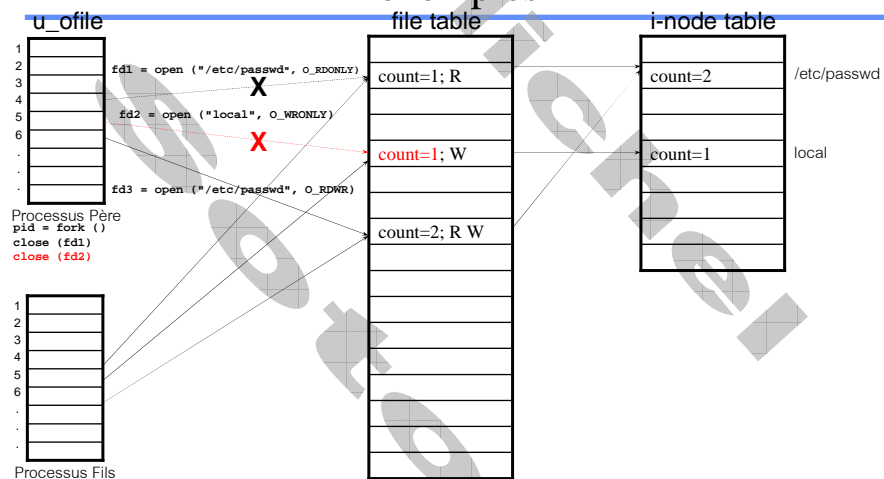 u_ofile
file table
i-node table
1
2
3
4
5
6
.
.
.
fd1 = open ("/etc/passwd", O_RDONLY)
X
fd2 = open ("local", O_WRONLY)
X
fd3 = open ("/etc/passwd", O_RDWR)
count=1; R
count=1; W
count=2; R W
count=2
/etc/passwd
count=1
local
Processus Père
pid = fork ()
close (fd1)
close (fd2)
1
2
3
4
5
6
.
.
.
Processus Fils